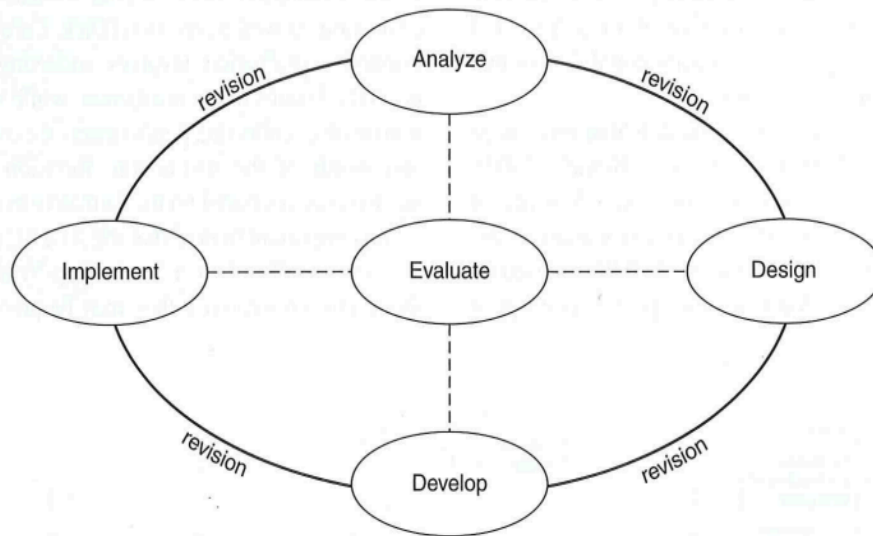 Analyze
revision
revision
Implement
Evaluate
Design
revision
revision
Develop